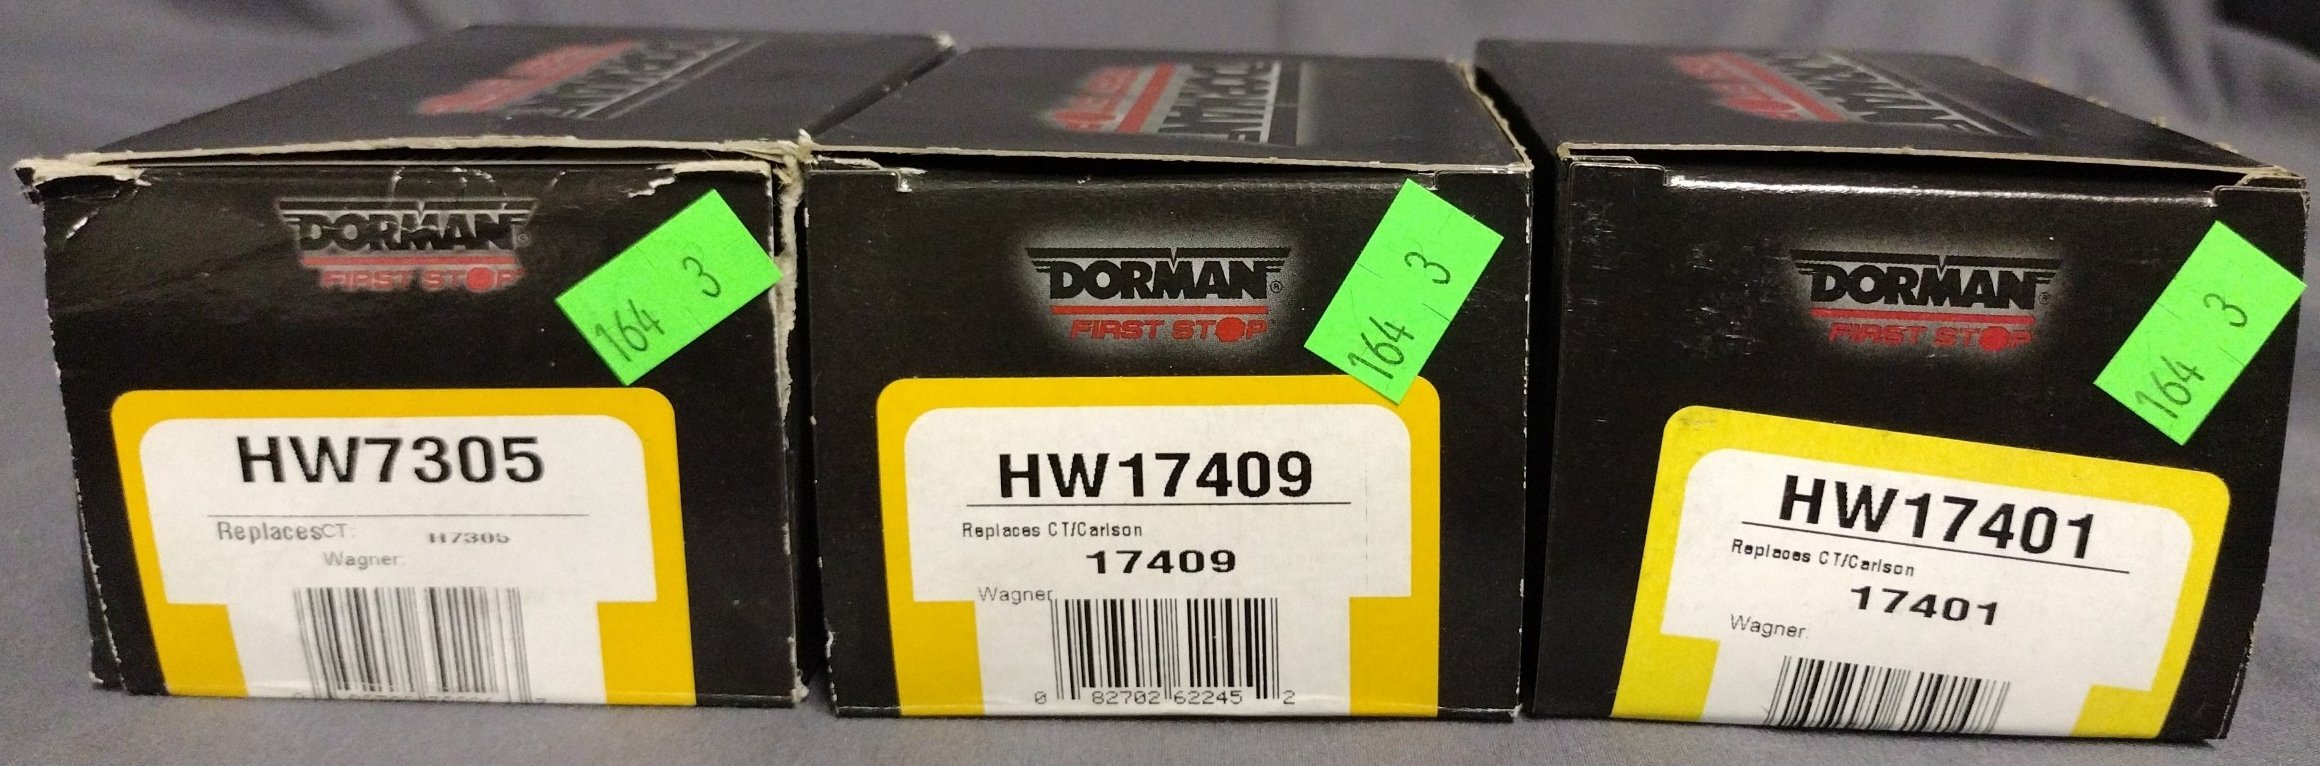 DORMAN®
FIRST STOP
164 3
HW7305
Replaces CT: H7305
Wagner:
DORMAN®
FIRST STOP
164 3
HW17409
Replaces CT/Carlson
17409
Wagner
0 82702 62245 2
DORMAN®
FIRST STOP
164 3
HW17401
Replaces CT/Carlson
17401
Wagner: